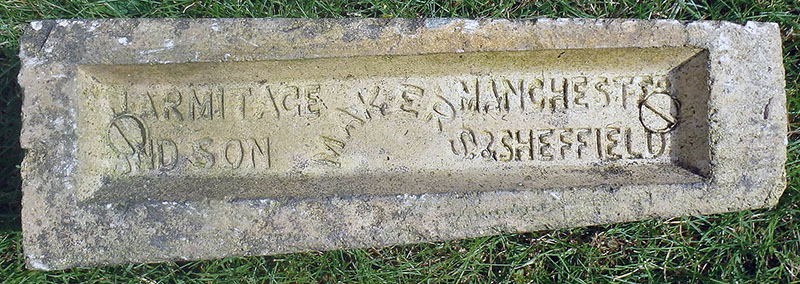 J.ARMITAGE
AND SON
MAKERS
MANCHESTER
& SHEFFIELD